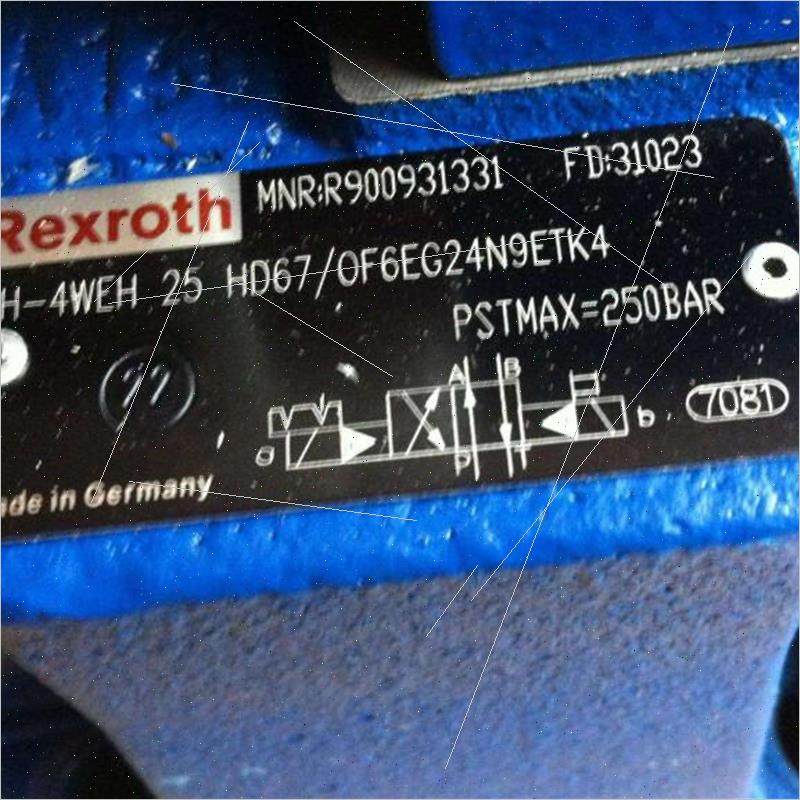 Rexroth
MNR:R900931331 FD:31023
H-4WEH 25 HD67/OF6EG24N9ETK4
PSTMAX=250BAR
A B
a b 7081
P T
ade in Germany